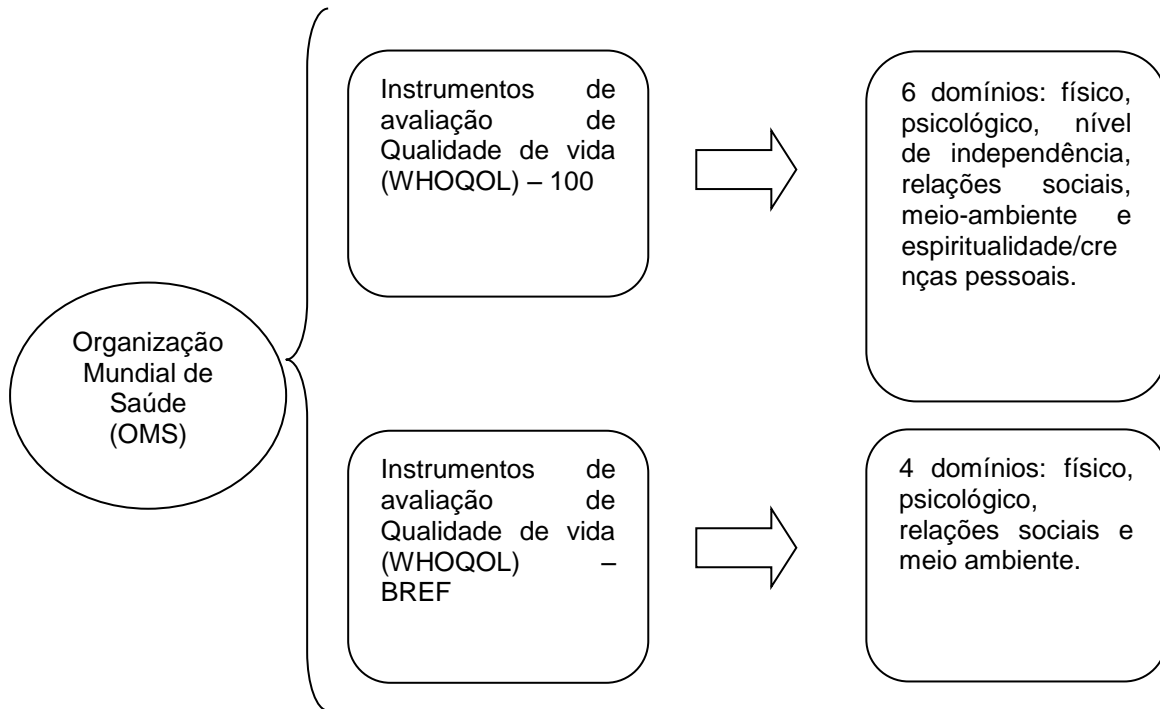 Organização
Mundial de
Saúde
(OMS)
Instrumentos de
avaliação de
Qualidade de vida
(WHOQOL) – 100
6 domínios: físico,
psicológico, nível
de independência,
relações sociais,
meio-ambiente e
espiritualidade/cre
nças pessoais.
Instrumentos de
avaliação de
Qualidade de vida
(WHOQOL) –
BREF
4 domínios: físico,
psicológico,
relações sociais e
meio ambiente.